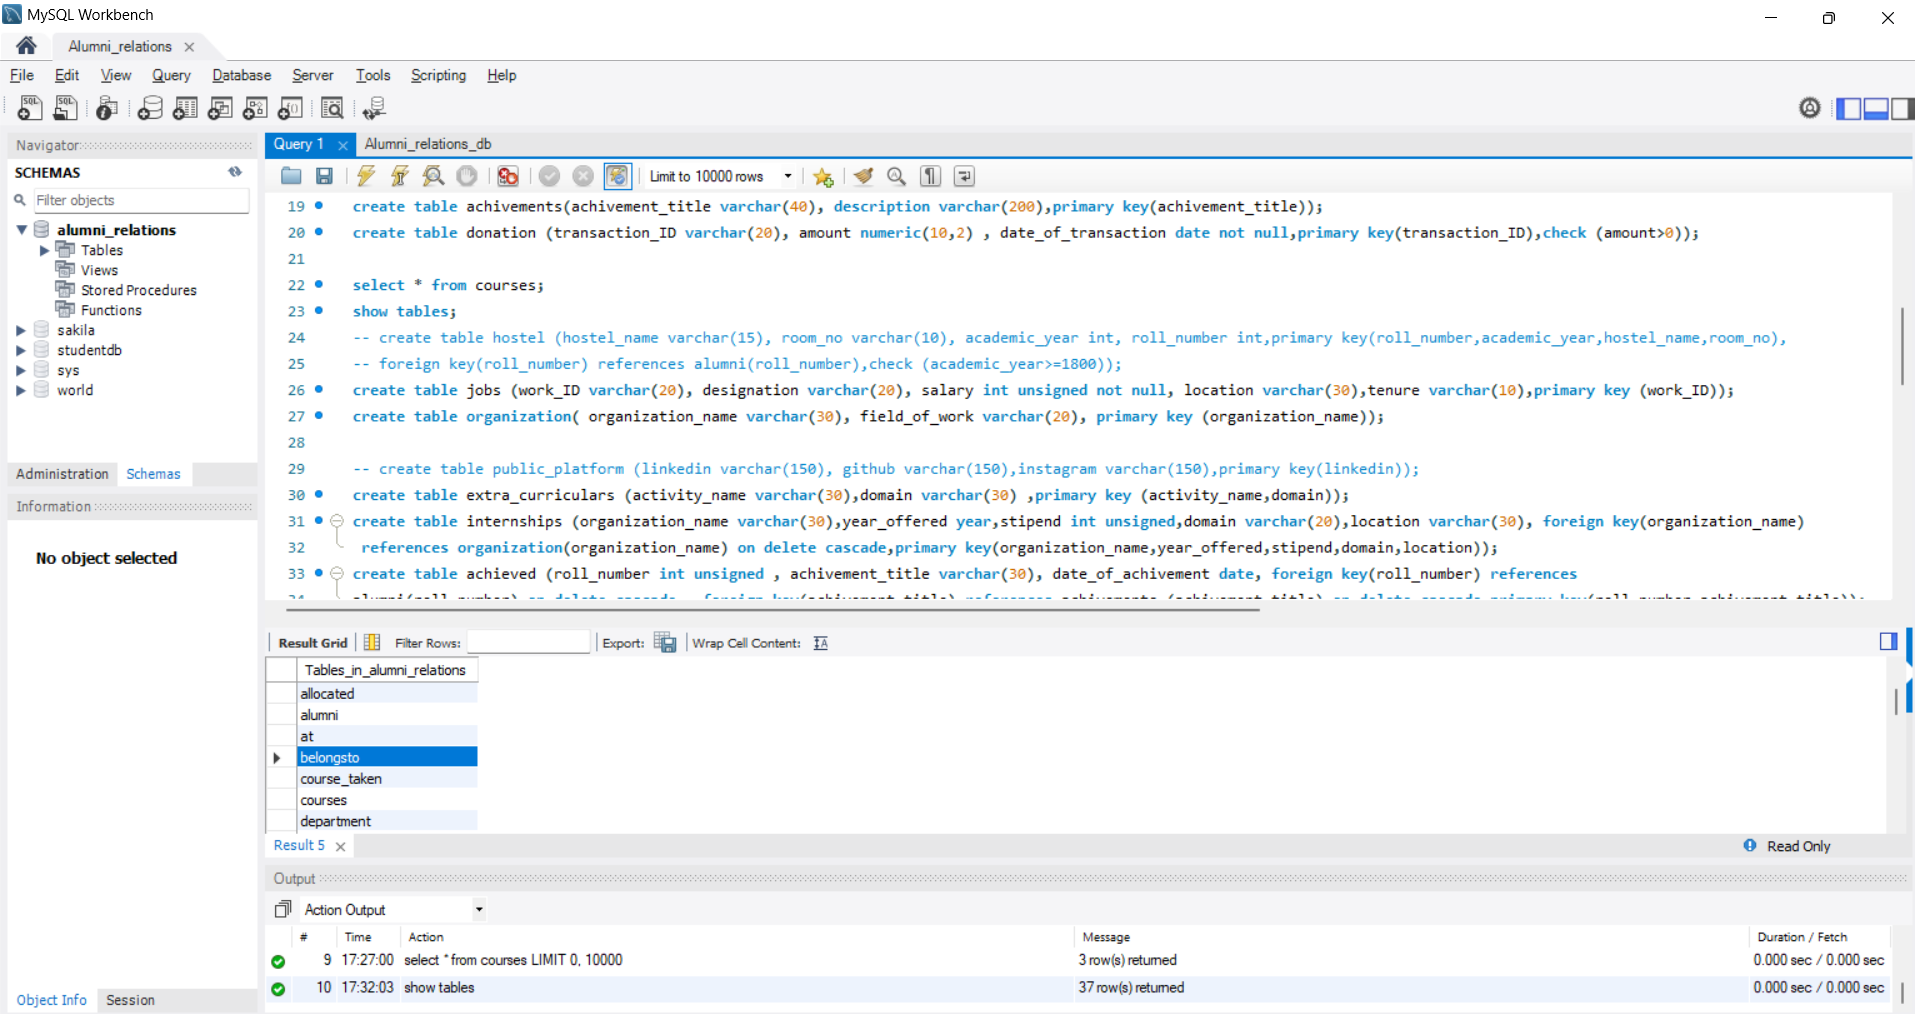 MySQL Workbench
Alumni_relations
File Edit View Query Database Server Tools Scripting Help
Navigator
SCHEMAS
Filter objects
alumni_relations
Tables
Views
Stored Procedures
Functions
sakila
studentdb
sys
world
Administration Schemas
Information
No object selected
Object Info Session
Query 1 Alumni_relations_db
Limit to 10000 rows
19 create table achivements(achivement_title varchar(40), description varchar(200),primary key(achivement_title));
20 create table donation (transaction_ID varchar(20), amount numeric(10,2) , date_of_transaction date not null,primary key(transaction_ID),check (amount>0));
21
22 select * from courses;
23 show tables;
24 -- create table hostel (hostel_name varchar(15), room_no varchar(10), academic_year int, roll_number int,primary key(roll_number,academic_year,hostel_name,room_no),
25 -- foreign key(roll_number) references alumni(roll_number),check (academic_year>=1800));
26 create table jobs (work_ID varchar(20), designation varchar(20), salary int unsigned not null, location varchar(30),tenure varchar(10),primary key (work_ID));
27 create table organization( organization_name varchar(30), field_of_work varchar(20), primary key (organization_name));
28
29 -- create table public_platform (linkedin varchar(150), github varchar(150),instagram varchar(150),primary key(linkedin));
30 create table extra_curriculars (activity_name varchar(30),domain varchar(30) ,primary key (activity_name,domain));
31 create table internships (organization_name varchar(30),year_offered year,stipend int unsigned,domain varchar(20),location varchar(30), foreign key(organization_name)
32 references organization(organization_name) on delete cascade,primary key(organization_name,year_offered,stipend,domain,location));
33 create table achieved (roll_number int unsigned , achivement_title varchar(30), date_of_achivement date, foreign key(roll_number) references
Result Grid Filter Rows: Export: Wrap Cell Content:
Tables_in_alumni_relations
allocated
alumni
at
belongsto
course_taken
courses
department
Result 5 Read Only
Output
Action Output
# Time Action Message Duration / Fetch
9 17:27:00 select * from courses LIMIT 0, 10000 3 row(s) returned 0.000 sec / 0.000 sec
10 17:32:03 show tables 37 row(s) returned 0.000 sec / 0.000 sec